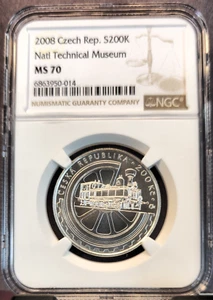 2008 Czech Rep. S200K
Natl Technical Museum
MS 70
6863950-014
NUMISMATIC GUARANTY COMPANY
NGC
ČESKÁ REPUBLIKA 200 Kč